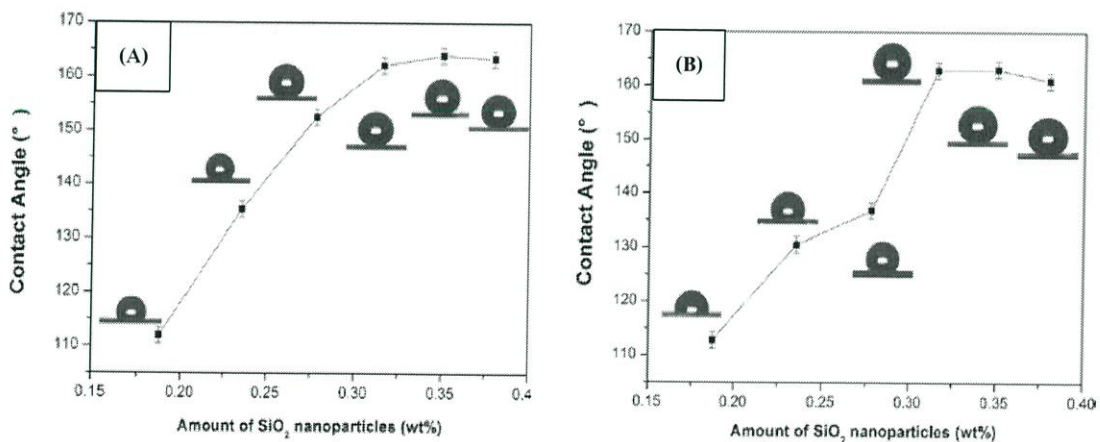 (A)
170
160
150
140
130
120
110
Contact Angle (°)
0.15 0.20 0.25 0.30 0.35 0.4
Amount of SiO₂ nanoparticles (wt%)
(B)
170
160
150
140
130
120
110
Contact Angle (°)
0.15 0.20 0.25 0.30 0.35 0.40
Amount of SiO₂ nanoparticles (wt%)